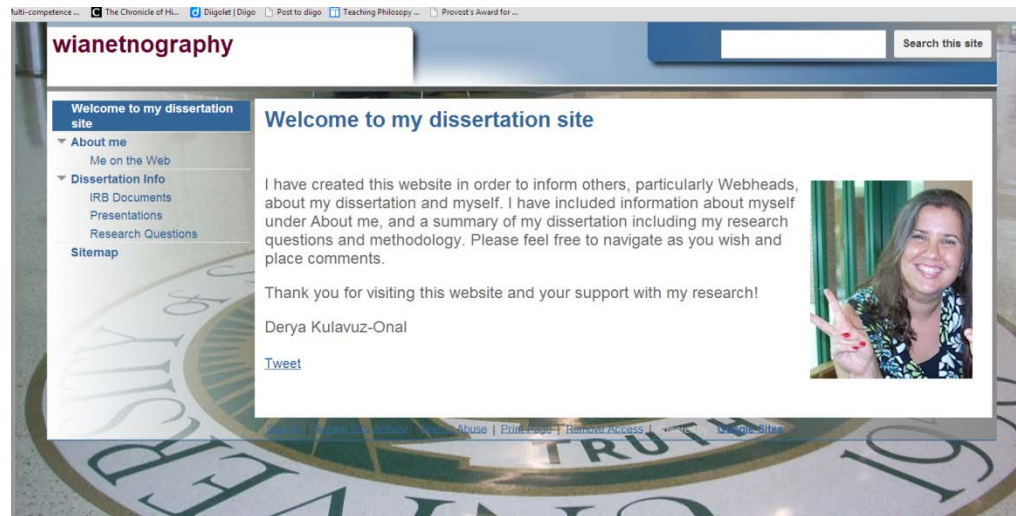 ulti-competence ... The Chronicle of Hi... Diigolet | Diigo Post to diigo Teaching Philosopy ... Provost's Award for ...
wianetnography
Search this site
Welcome to my dissertation
site
About me
Me on the Web
Dissertation Info
IRB Documents
Presentations
Research Questions
Sitemap
Welcome to my dissertation site
I have created this website in order to inform others, particularly Webheads,
about my dissertation and myself. I have included information about myself
under About me, and a summary of my dissertation including my research
questions and methodology. Please feel free to navigate as you wish and
place comments.
Thank you for visiting this website and your support with my research!
Derya Kulavuz-Onal
Tweet
Abuse | Print Page | Remove Access | Google Sites
TRUTH